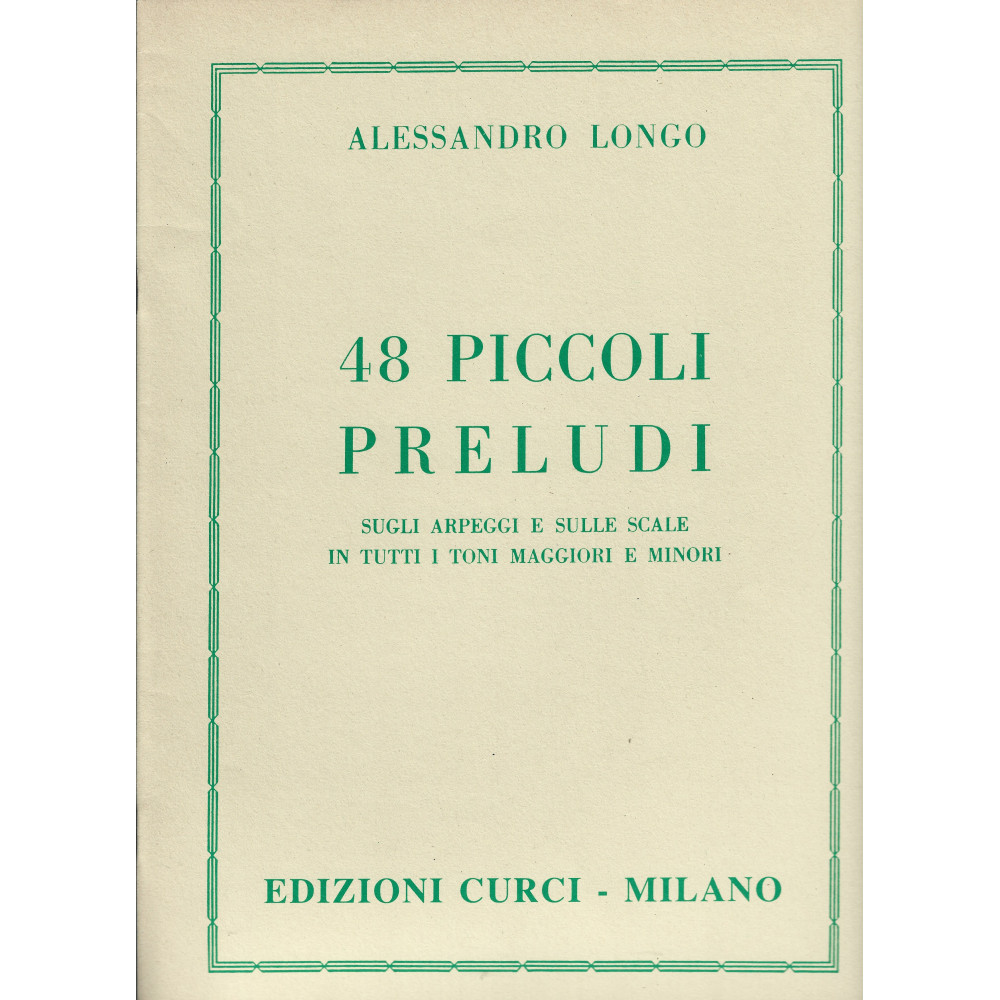 ALESSANDRO LONGO
48 PICCOLI
PRELUDI
SUGLI ARPEGGI E SULLE SCALE
IN TUTTI I TONI MAGGIORI E MINORI
EDIZIONI CURCI - MILANO